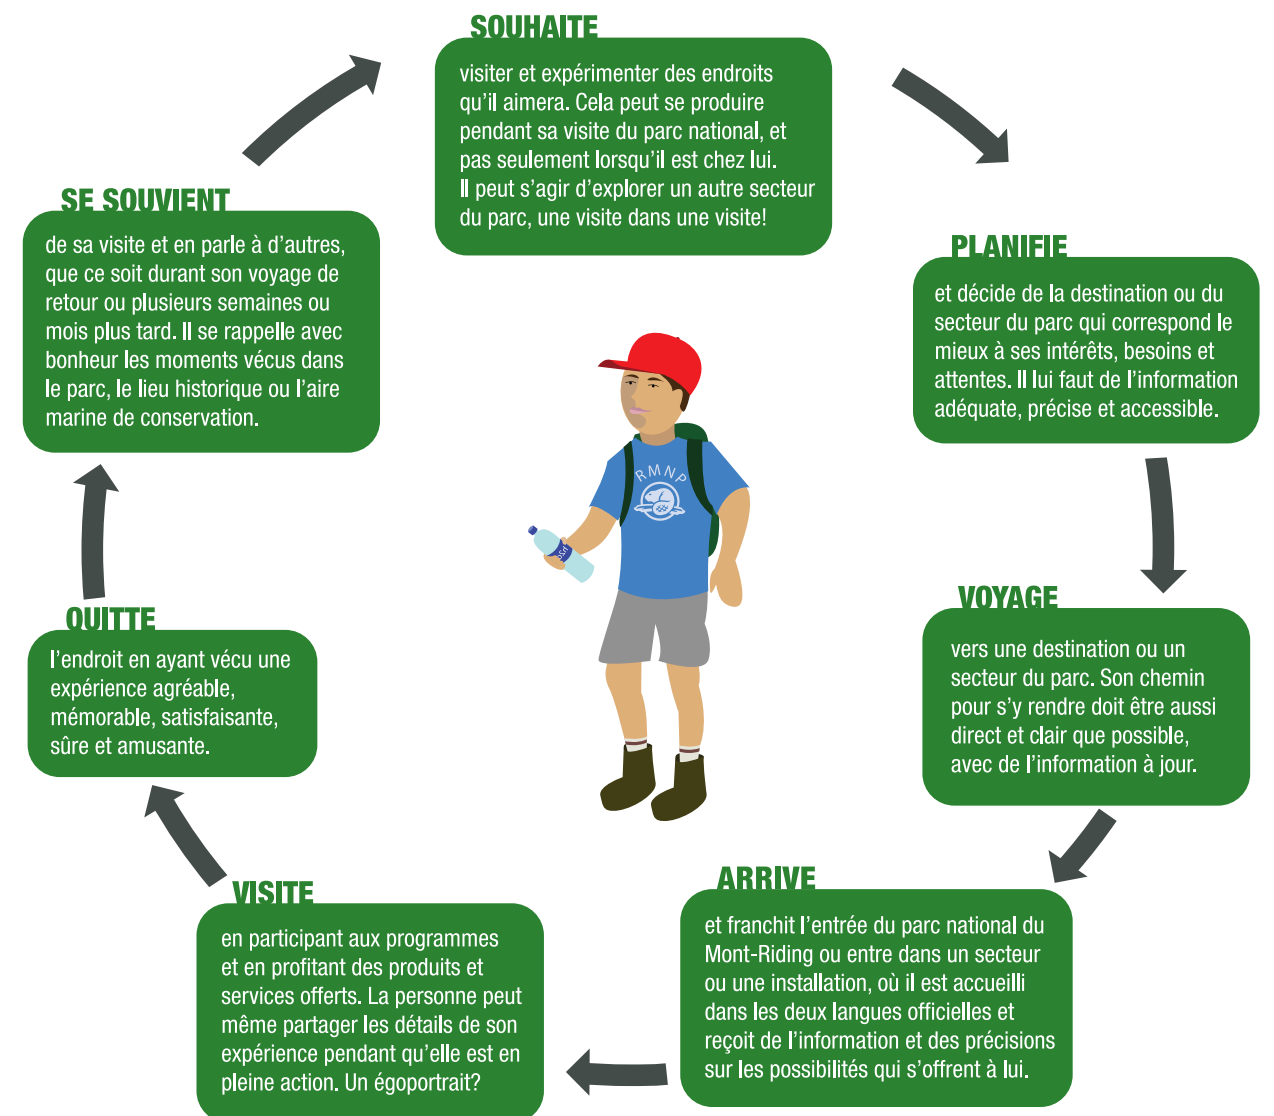 SOUHAITE
visiter et expérimenter des endroits
qu’il aimera. Cela peut se produire
pendant sa visite du parc national, et
pas seulement lorsqu’il est chez lui.
Il peut s’agir d’explorer un autre secteur
du parc, une visite dans une visite!
PLANIFIE
et décide de la destination ou du
secteur du parc qui correspond le
mieux à ses intérêts, besoins et
attentes. Il lui faut de l’information
adéquate, précise et accessible.
VOYAGE
vers une destination ou un
secteur du parc. Son chemin
pour s’y rendre doit être aussi
direct et clair que possible,
avec de l’information à jour.
ARRIVE
et franchit l’entrée du parc national du
Mont-Riding ou entre dans un secteur
ou une installation, où il est accueilli
dans les deux langues officielles et
reçoit de l’information et des précisions
sur les possibilités qui s’offrent à lui.
VISITE
en participant aux programmes
et en profitant des produits et
services offerts. La personne peut
même partager les détails de son
expérience pendant qu’elle est en
pleine action. Un égoportrait?
QUITTE
l’endroit en ayant vécu une
expérience agréable,
mémorable, satisfaisante,
sûre et amusante.
SE SOUVIENT
de sa visite et en parle à d’autres,
que ce soit durant son voyage de
retour ou plusieurs semaines ou
mois plus tard. Il se rappelle avec
bonheur les moments vécus dans
le parc, le lieu historique ou l’aire
marine de conservation.
RMNP